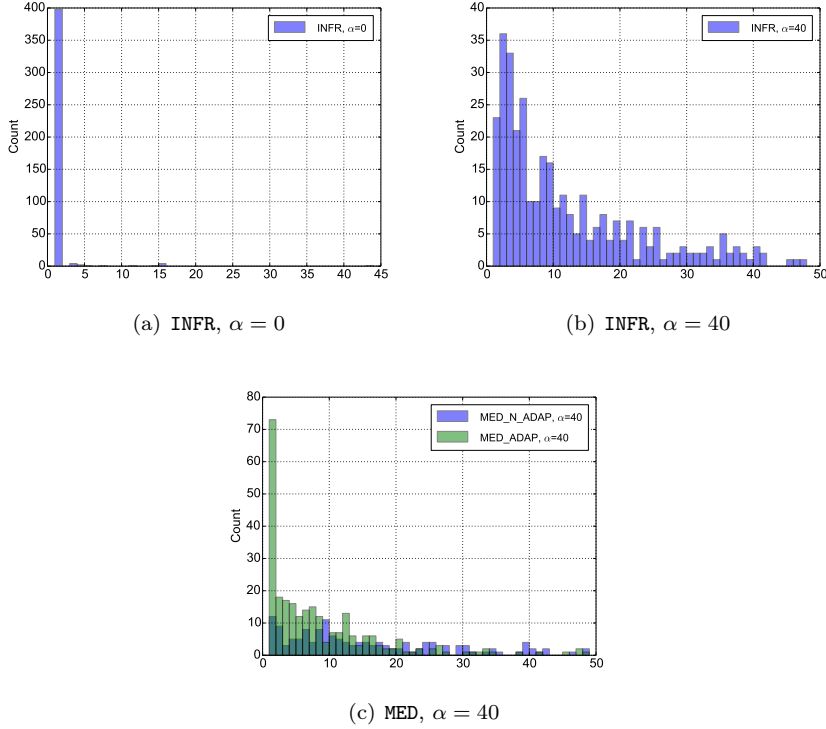 400
350
300
250
200
150
100
50
0
Count
0 5 10 15 20 25 30 35 40 45
INFR, α=0
(a) INFR, α = 0
40
35
30
25
20
15
10
5
0
Count
0 10 20 30 40 50
INFR, α=40
(b) INFR, α = 40
80
70
60
50
40
30
20
10
0
Count
0 10 20 30 40 50
MED_N_ADAP, α=40
MED_ADAP, α=40
(c) MED, α = 40